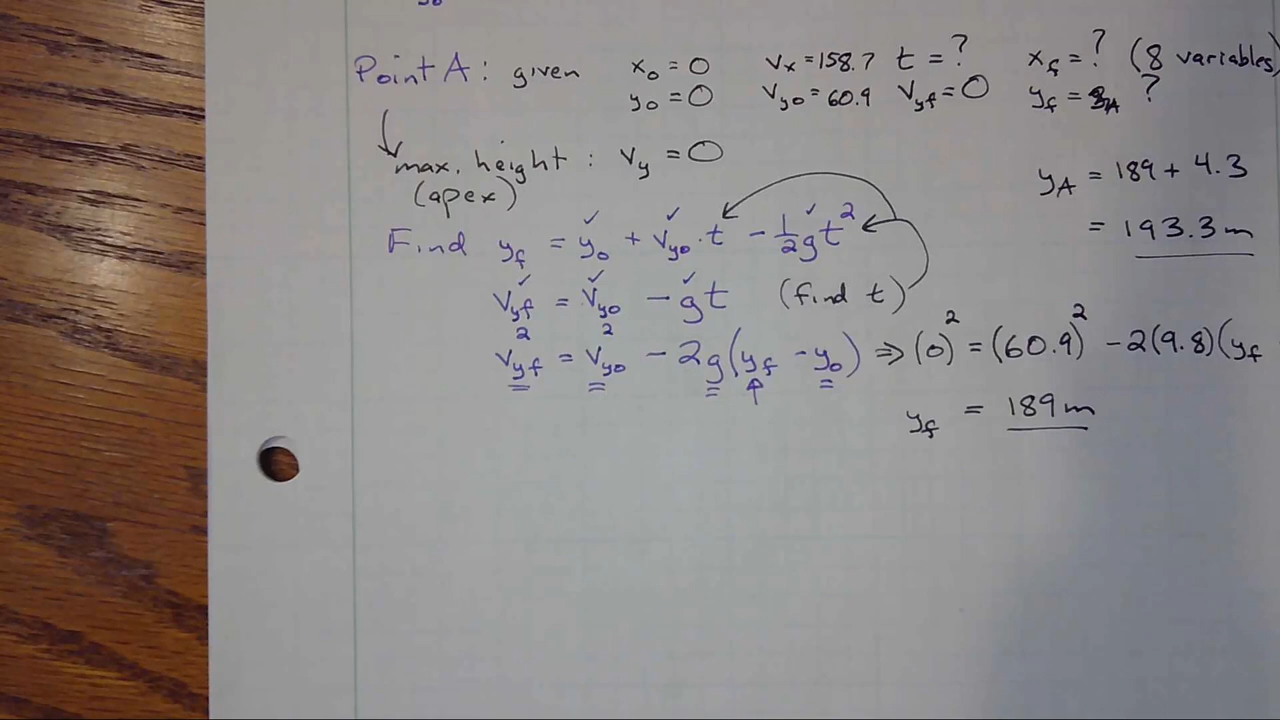 Point A : given x₀ = 0 Vₓ = 158.7 t = ? x_f = ? (8 variables)
y₀ = 0 V_y0 = 60.9 V_yf = 0 y_f = ?
max. height : V_y = 0
(apex)
y_A = 189 + 4.3
= 193.3 m
Find y_f = y₀ + V_y0 · t - ½gt²
V_yf = V_y0 - gt (find t)
V_yf² = V_y0² - 2g(y_f - y₀) ⇒ (0)² = (60.9)² - 2(9.8)(y_f
y_f = 189 m